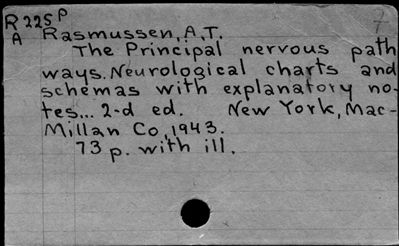 R 225 P
7
A Rasmussen, A.T.
The Principal nervous path
ways. Neurological charts and
schemas with explanatory no-
tes... 2-d ed. New York, Mac-
Millan Co, 1943.
73 p. with ill.